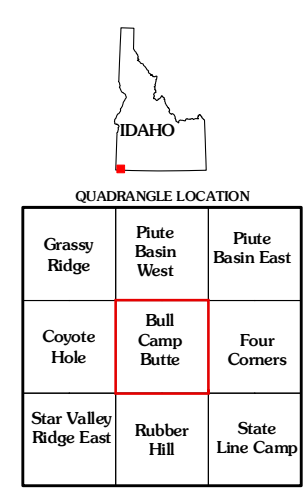 IDAHO
QUADRANGLE LOCATION
Grassy
Ridge
Piute
Basin
West
Piute
Basin East
Coyote
Hole
Bull
Camp
Butte
Four
Corners
Star Valley
Ridge East
Rubber
Hill
State
Line Camp